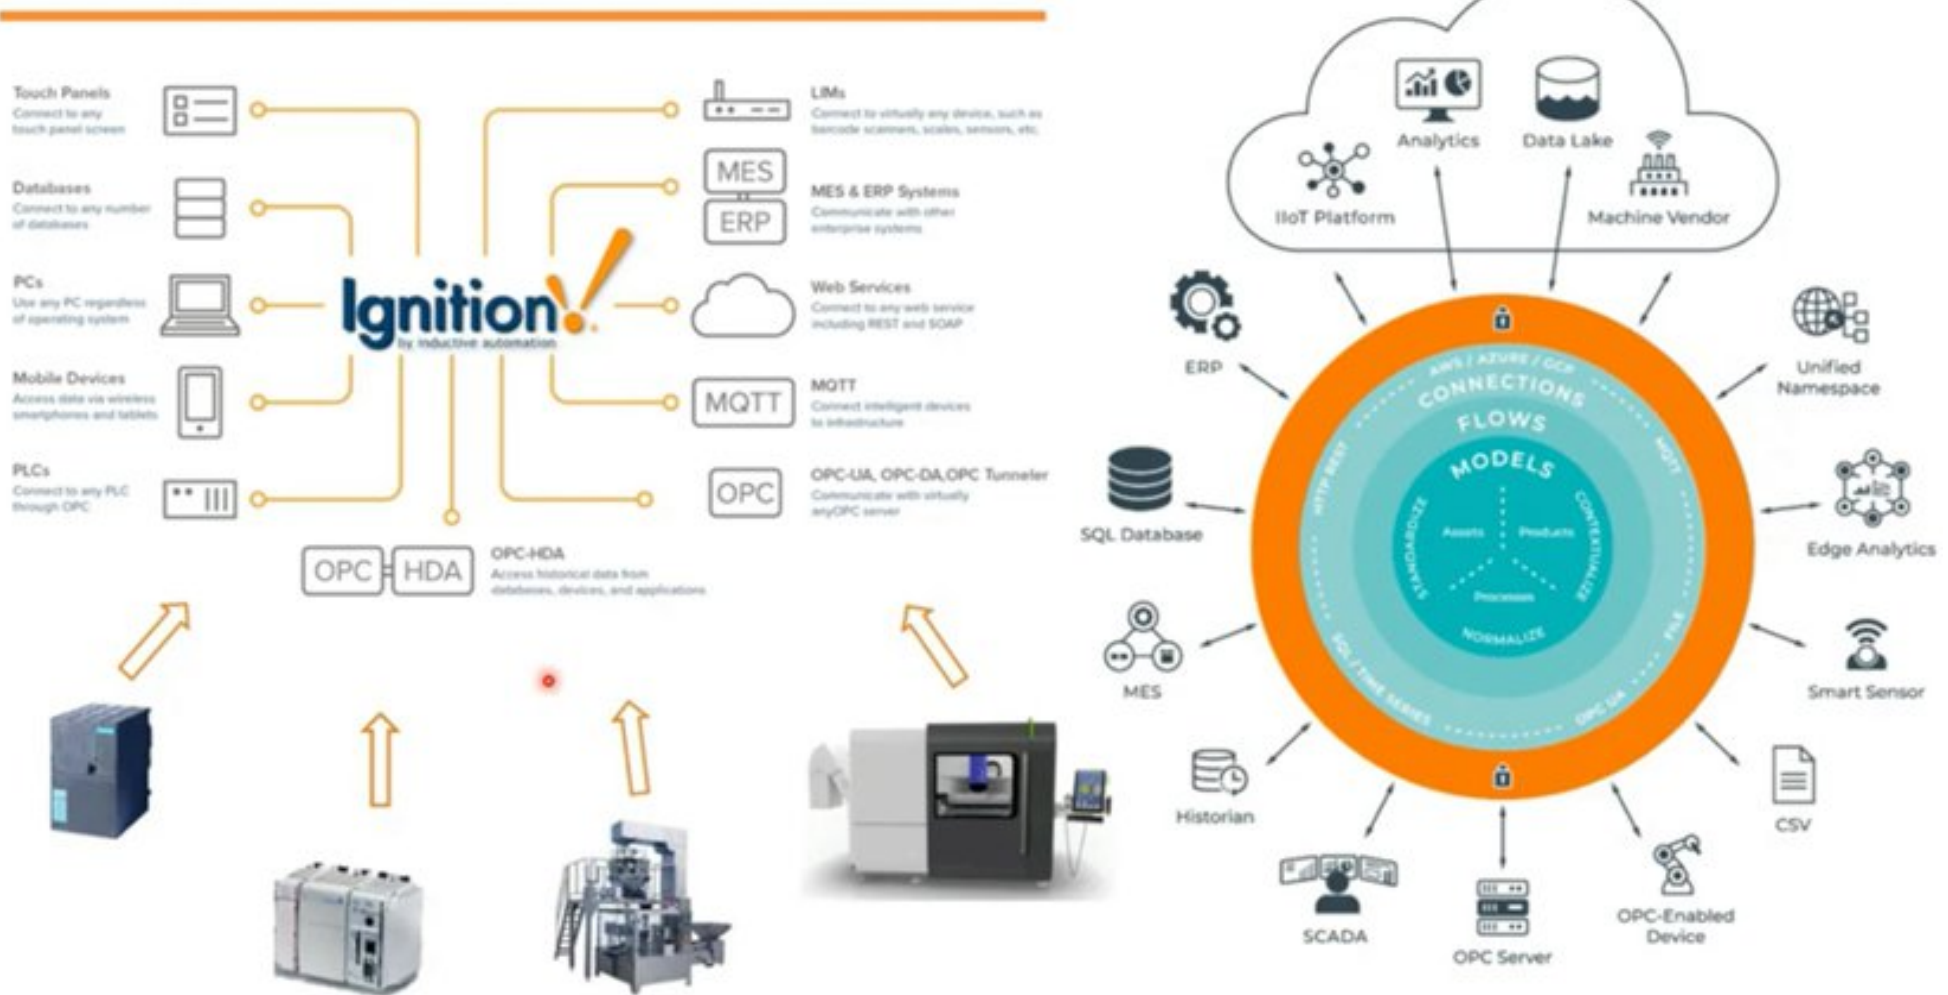 Touch Panels
Connect to any
touch panel screen
Databases
Connect to any number
of databases
PCs
Use any PC regardless
of operating system
Mobile Devices
Access data via wireless
smartphones and tablets
PLCs
Connect to any PLC
through OPC
Ignition!
by inductive automation
OPC HDA
OPC-HDA
Access historical data from
databases, devices, and applications
LIMs
Connect to virtually any device, such as
barcode scanners, scales, sensors, etc.
MES
ERP
MES & ERP Systems
Communicate with other
enterprise systems
Web Services
Connect to any web service
including REST and SOAP
MQTT
MQTT
Connect intelligent devices
to infrastructure
OPC
OPC-UA, OPC-DA,OPC Tunneler
Communicate with virtually
anyOPC server
Analytics
Data Lake
IIoT Platform
Machine Vendor
ERP
SQL Database
MES
Historian
SCADA
OPC Server
OPC-Enabled
Device
CSV
Smart Sensor
Edge Analytics
Unified
Namespace
AWS / AZURE / GCP
CONNECTIONS
FLOWS
MODELS
HTTP REST
MQTT
STANDARDIZE
CONTEXTUALIZE
Assets
Products
Processes
NORMALIZE
SQL / TIME SERIES
OPC UA
FILE